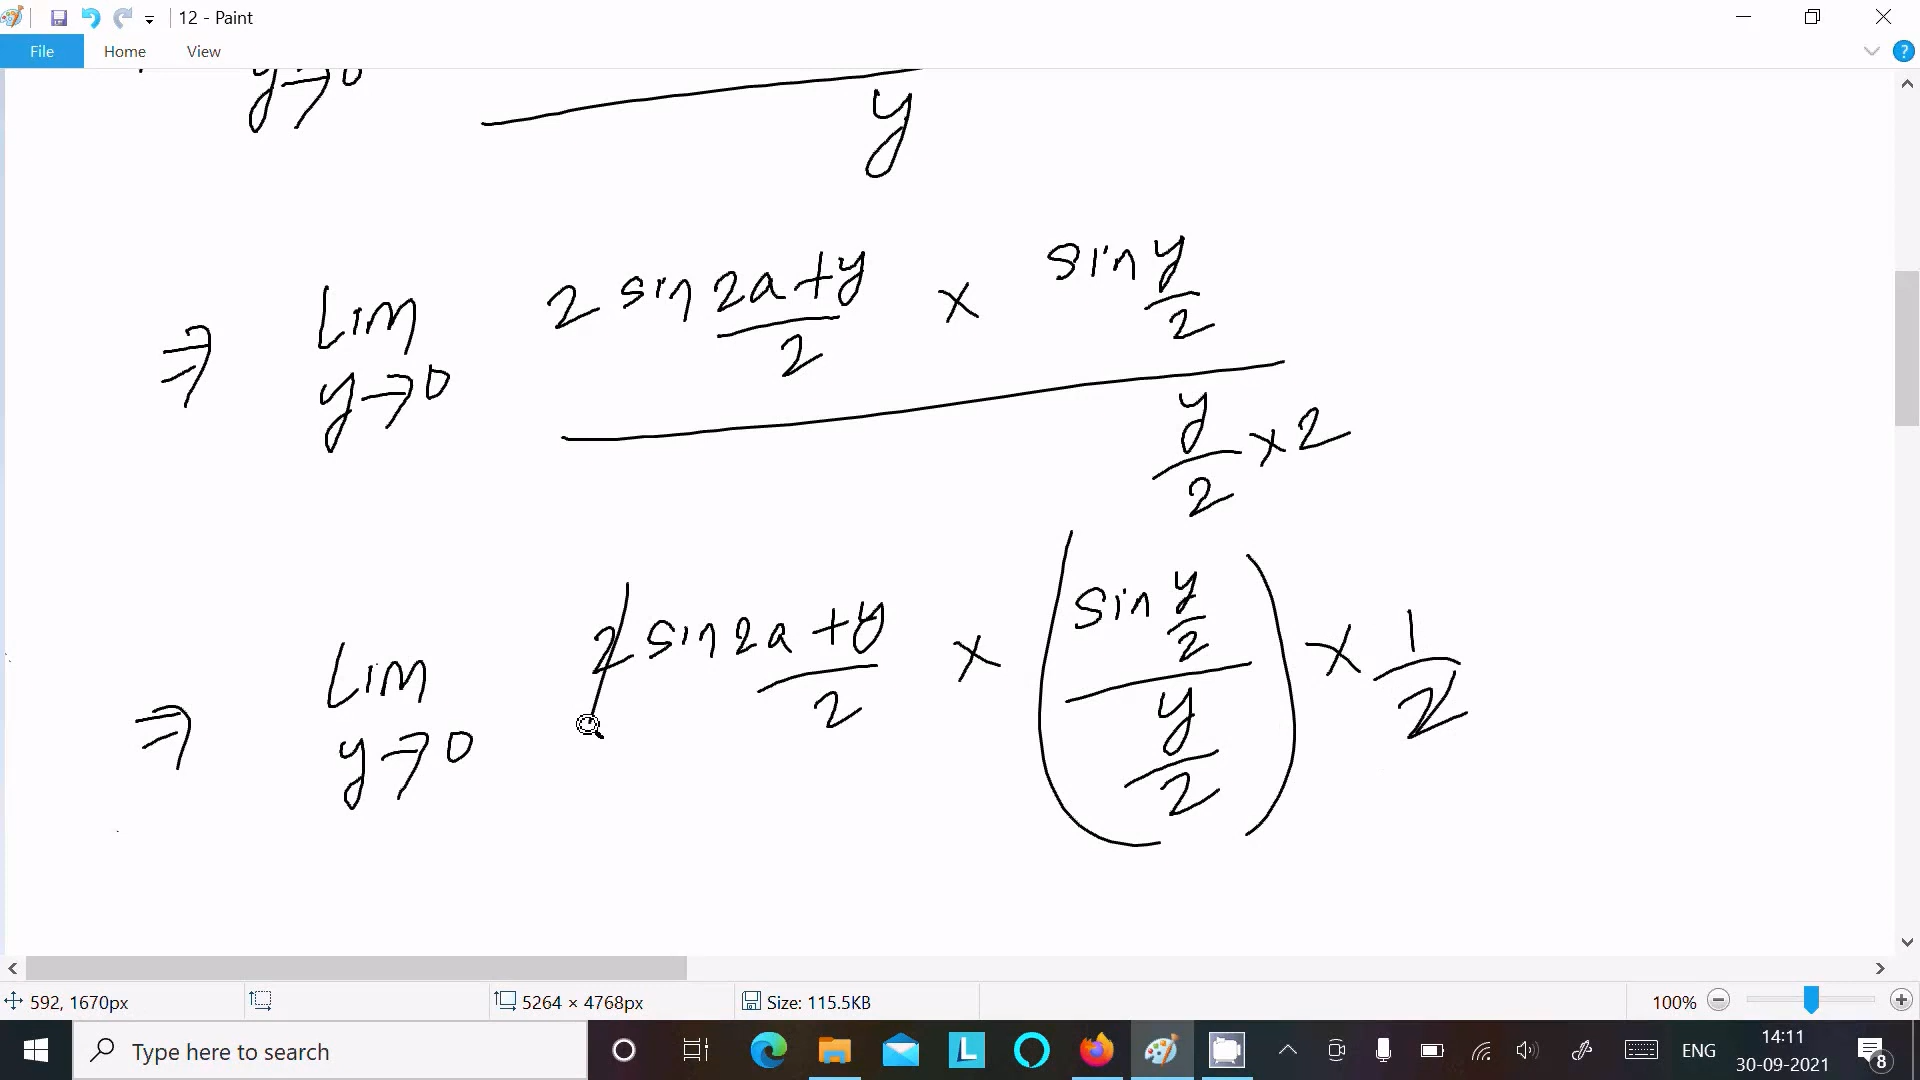 12 - Paint
File Home View
y→0
y
⇒ Lim y→0 2 sin (2a+y)/2 × sin y/2
y/2 × 2
⇒ Lim y→0 2 sin 2a+y/2 × (sin y/2 / y/2) × 1/2
592, 1670px 5264 × 4768px Size: 115.5KB 100%
Type here to search L ENG 14:11
30-09-2021 8